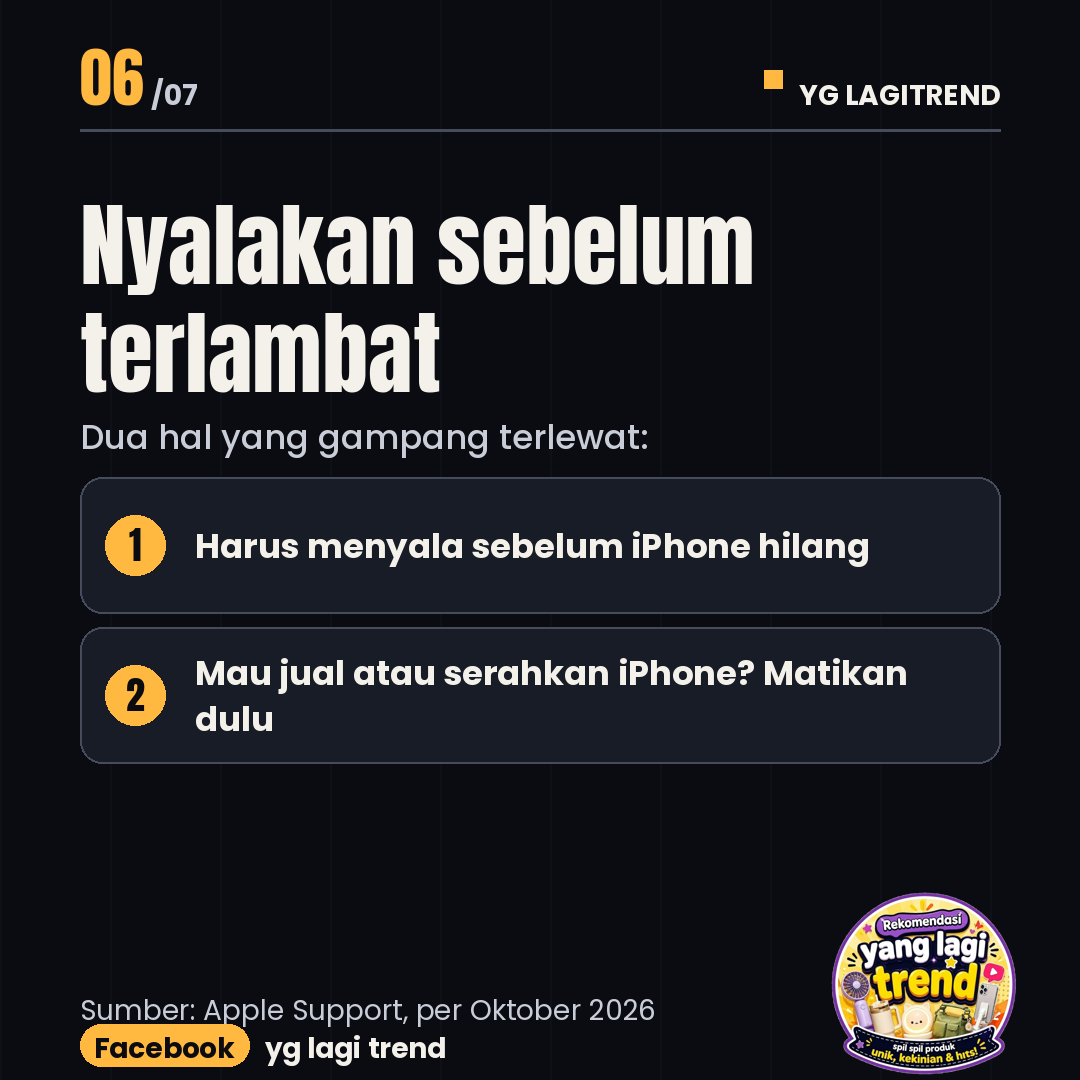 06 /07
YG LAGITREND
Nyalakan sebelum
terlambat
Dua hal yang gampang terlewat:
1 Harus menyala sebelum iPhone hilang
2 Mau jual atau serahkan iPhone? Matikan
dulu
Sumber: Apple Support, per Oktober 2026
Facebook yg lagi trend
Rekomendasi
yang lagi
trend
spil spil produk
unik, kekinian & hits!